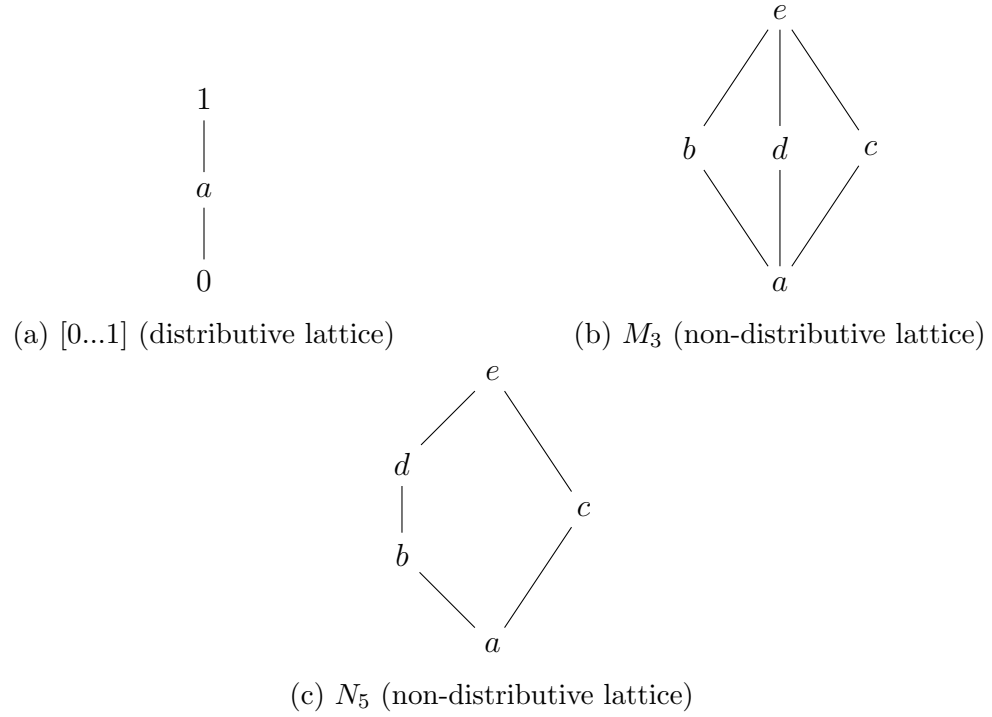 e
1
b d c
a
0
a
(a) [0...1] (distributive lattice)
(b) M₃ (non-distributive lattice)
e
d
c
b
a
(c) N₅ (non-distributive lattice)